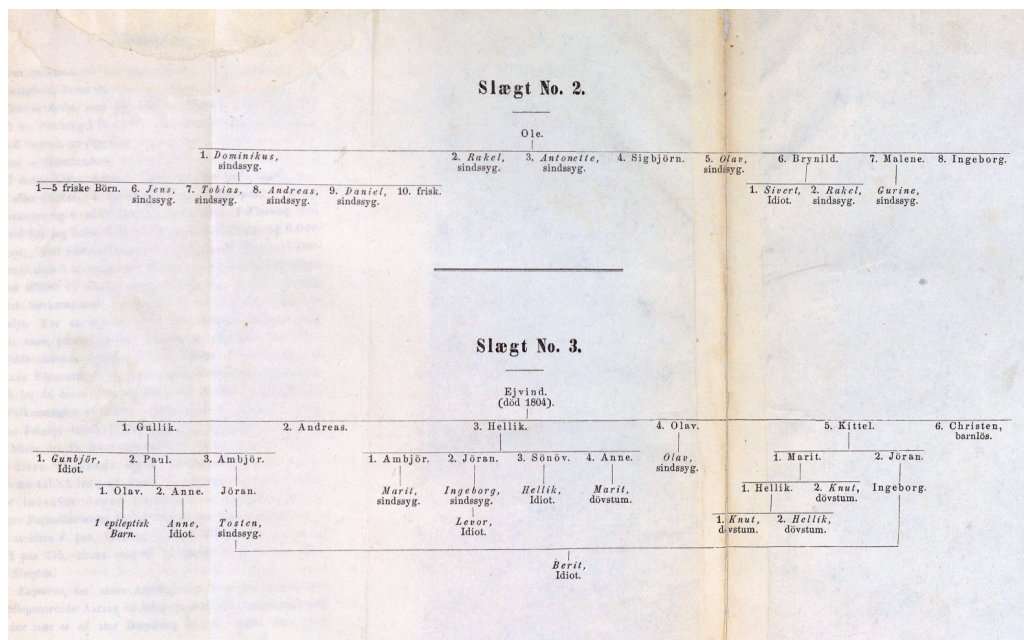 Slægt No. 2.
Ole.
1. Dominikus, sindssyg.
2. Rakel, sindssyg.
3. Antonette, sindssyg.
4. Sigbjörn.
5. Olav, sindssyg.
6. Brynild.
7. Malene.
8. Ingeborg.
1—5 friske Börn.
6. Jens, sindssyg.
7. Tobias, sindssyg.
8. Andreas, sindssyg.
9. Daniel, sindssyg.
10. frisk.
1. Sivert, Idiot.
2. Rakel, sindssyg.
Gurine, sindssyg.
Slægt No. 3.
Ejvind.
(död 1804).
1. Gullik.
2. Andreas.
3. Hellik.
4. Olav.
5. Kittel.
6. Christen, barnlös.
1. Gunbjör, Idiot.
2. Paul.
3. Ambjör.
1. Ambjör.
2. Jöran.
3. Sönöv.
4. Anne.
Olav, sindssyg.
1. Marit.
2. Jöran.
1. Olav.
2. Anne.
Jöran.
Marit, sindssyg.
Ingeborg, sindssyg.
Hellik, Idiot.
Marit, dövstum.
1. Hellik.
2. Knut, dövstum.
Ingeborg.
1 epileptisk Barn.
Anne, Idiot.
Tosten, sindssyg.
Levor, Idiot.
1. Knut, dövstum.
2. Hellik, dövstum.
Berit, Idiot.